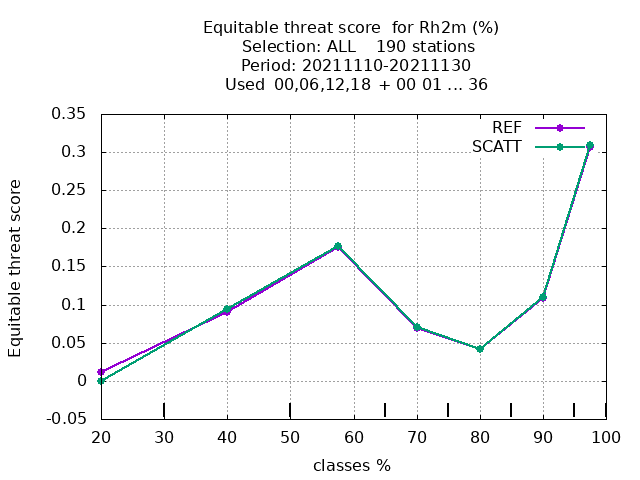 Equitable threat score for Rh2m (%)
Selection: ALL 190 stations
Period: 20211110-20211130
Used 00,06,12,18 + 00 01 ... 36
REF
SCATT
0.35
0.3
0.25
0.2
0.15
0.1
0.05
0
-0.05
20 30 40 50 60 70 80 90 100
Equitable threat score
classes %